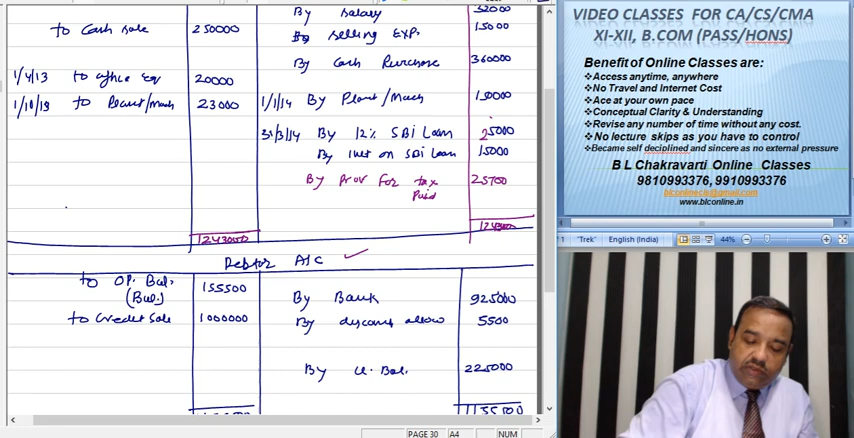 By Salary 52000
To Cash Sale 250000
By Selling EXP. 15000
By Cash Purchase 360000
1/4/13 To office Eq 20000
1/10/13 To Plant/Mach 23000
1/1/14 By Plant/Mach
31/3/14 By 12% SBI Loan 25000
By Int on SBI Loan 15000
By Prov For tax Paid 25700
1243000
1243000
Debtor A/C
To OP. Bal. (Bal.) 155500
By Bank 925000
To Credit Sale 1000000
By discount allow 5500
By Cl. Bal. 225000
1155500
PAGE 30 A4 NUM
VIDEO CLASSES FOR CA/CS/CMA
XI-XII, B.COM (PASS/HONS)
Benefit of Online Classes are:
❖Access anytime, anywhere
❖No Travel and Internet Cost
❖Ace at your own pace
❖Conceptual Clarity & Understanding
❖Revise any number of time without any cost.
❖No lecture skips as you have to control
❖Became self deciolined and sincere as no external pressure
B L Chakravarti Online Classes
9810993376, 9910993376
blconlinecls@gmail.com
www.blconline.in
"Trek" English (India) 44%